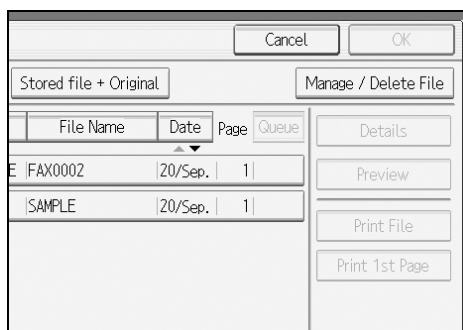 Cancel OK
Stored file + Original Manage / Delete File
File Name Date Page Queue Details
E FAX0002 20/Sep. 1 Preview
SAMPLE 20/Sep. 1
Print File
Print 1st Page